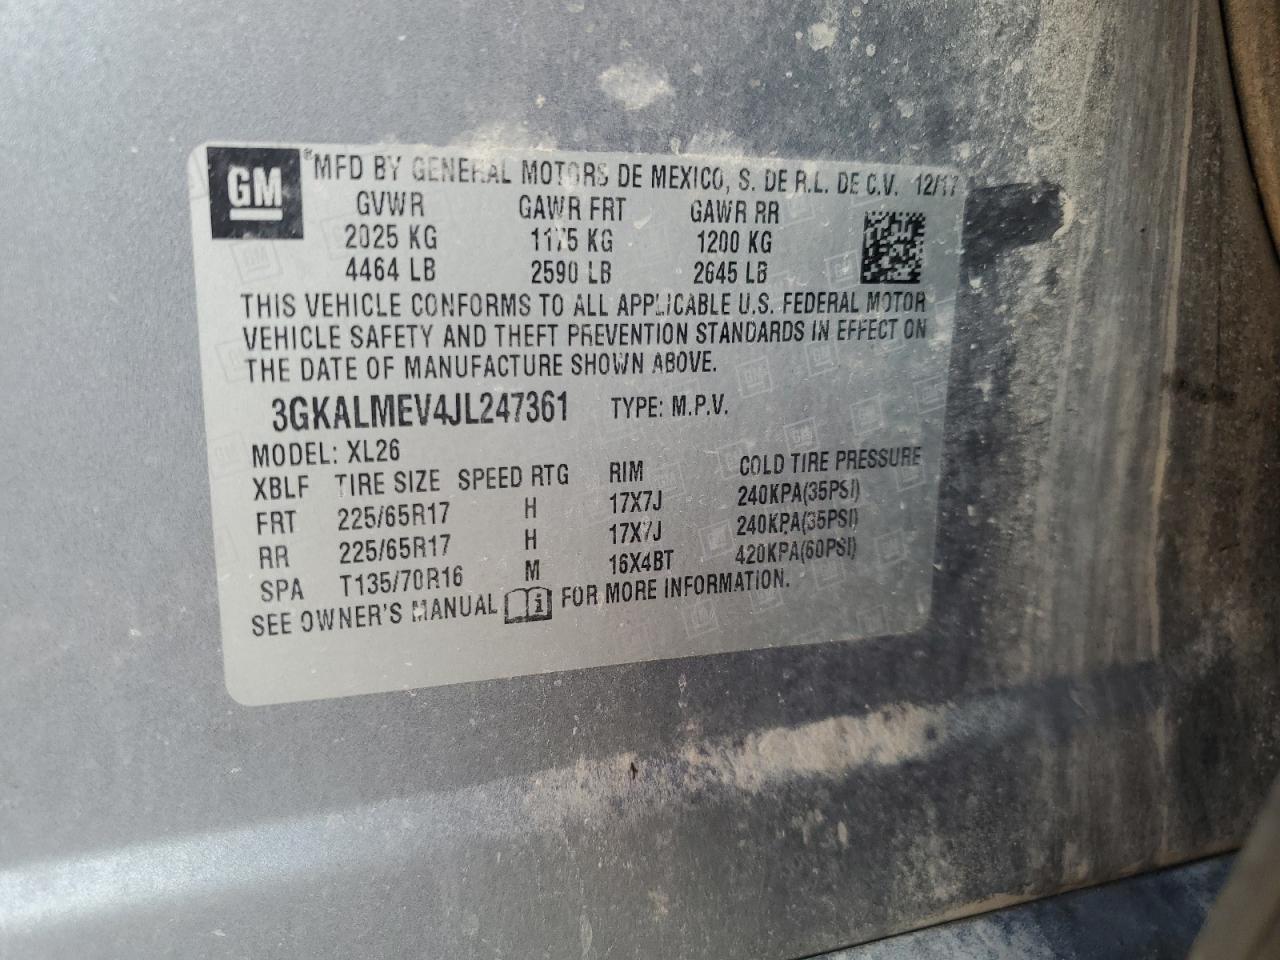 GM
*MFD BY GENERAL MOTORS DE MEXICO, S. DE R.L. DE C.V. 12/17
GVWR GAWR FRT GAWR RR
2025 KG 1175 KG 1200 KG
4464 LB 2590 LB 2645 LB
THIS VEHICLE CONFORMS TO ALL APPLICABLE U.S. FEDERAL MOTOR
VEHICLE SAFETY AND THEFT PREVENTION STANDARDS IN EFFECT ON
THE DATE OF MANUFACTURE SHOWN ABOVE.
3GKALMEV4JL247361 TYPE: M.P.V.
MODEL: XL26
XBLF TIRE SIZE SPEED RTG RIM COLD TIRE PRESSURE
FRT 225/65R17 H 17X7J 240KPA(35PSI)
RR 225/65R17 H 17X7J 240KPA(35PSI)
SPA T135/70R16 M 16X4BT 420KPA(60PSI)
SEE OWNER'S MANUAL i FOR MORE INFORMATION.